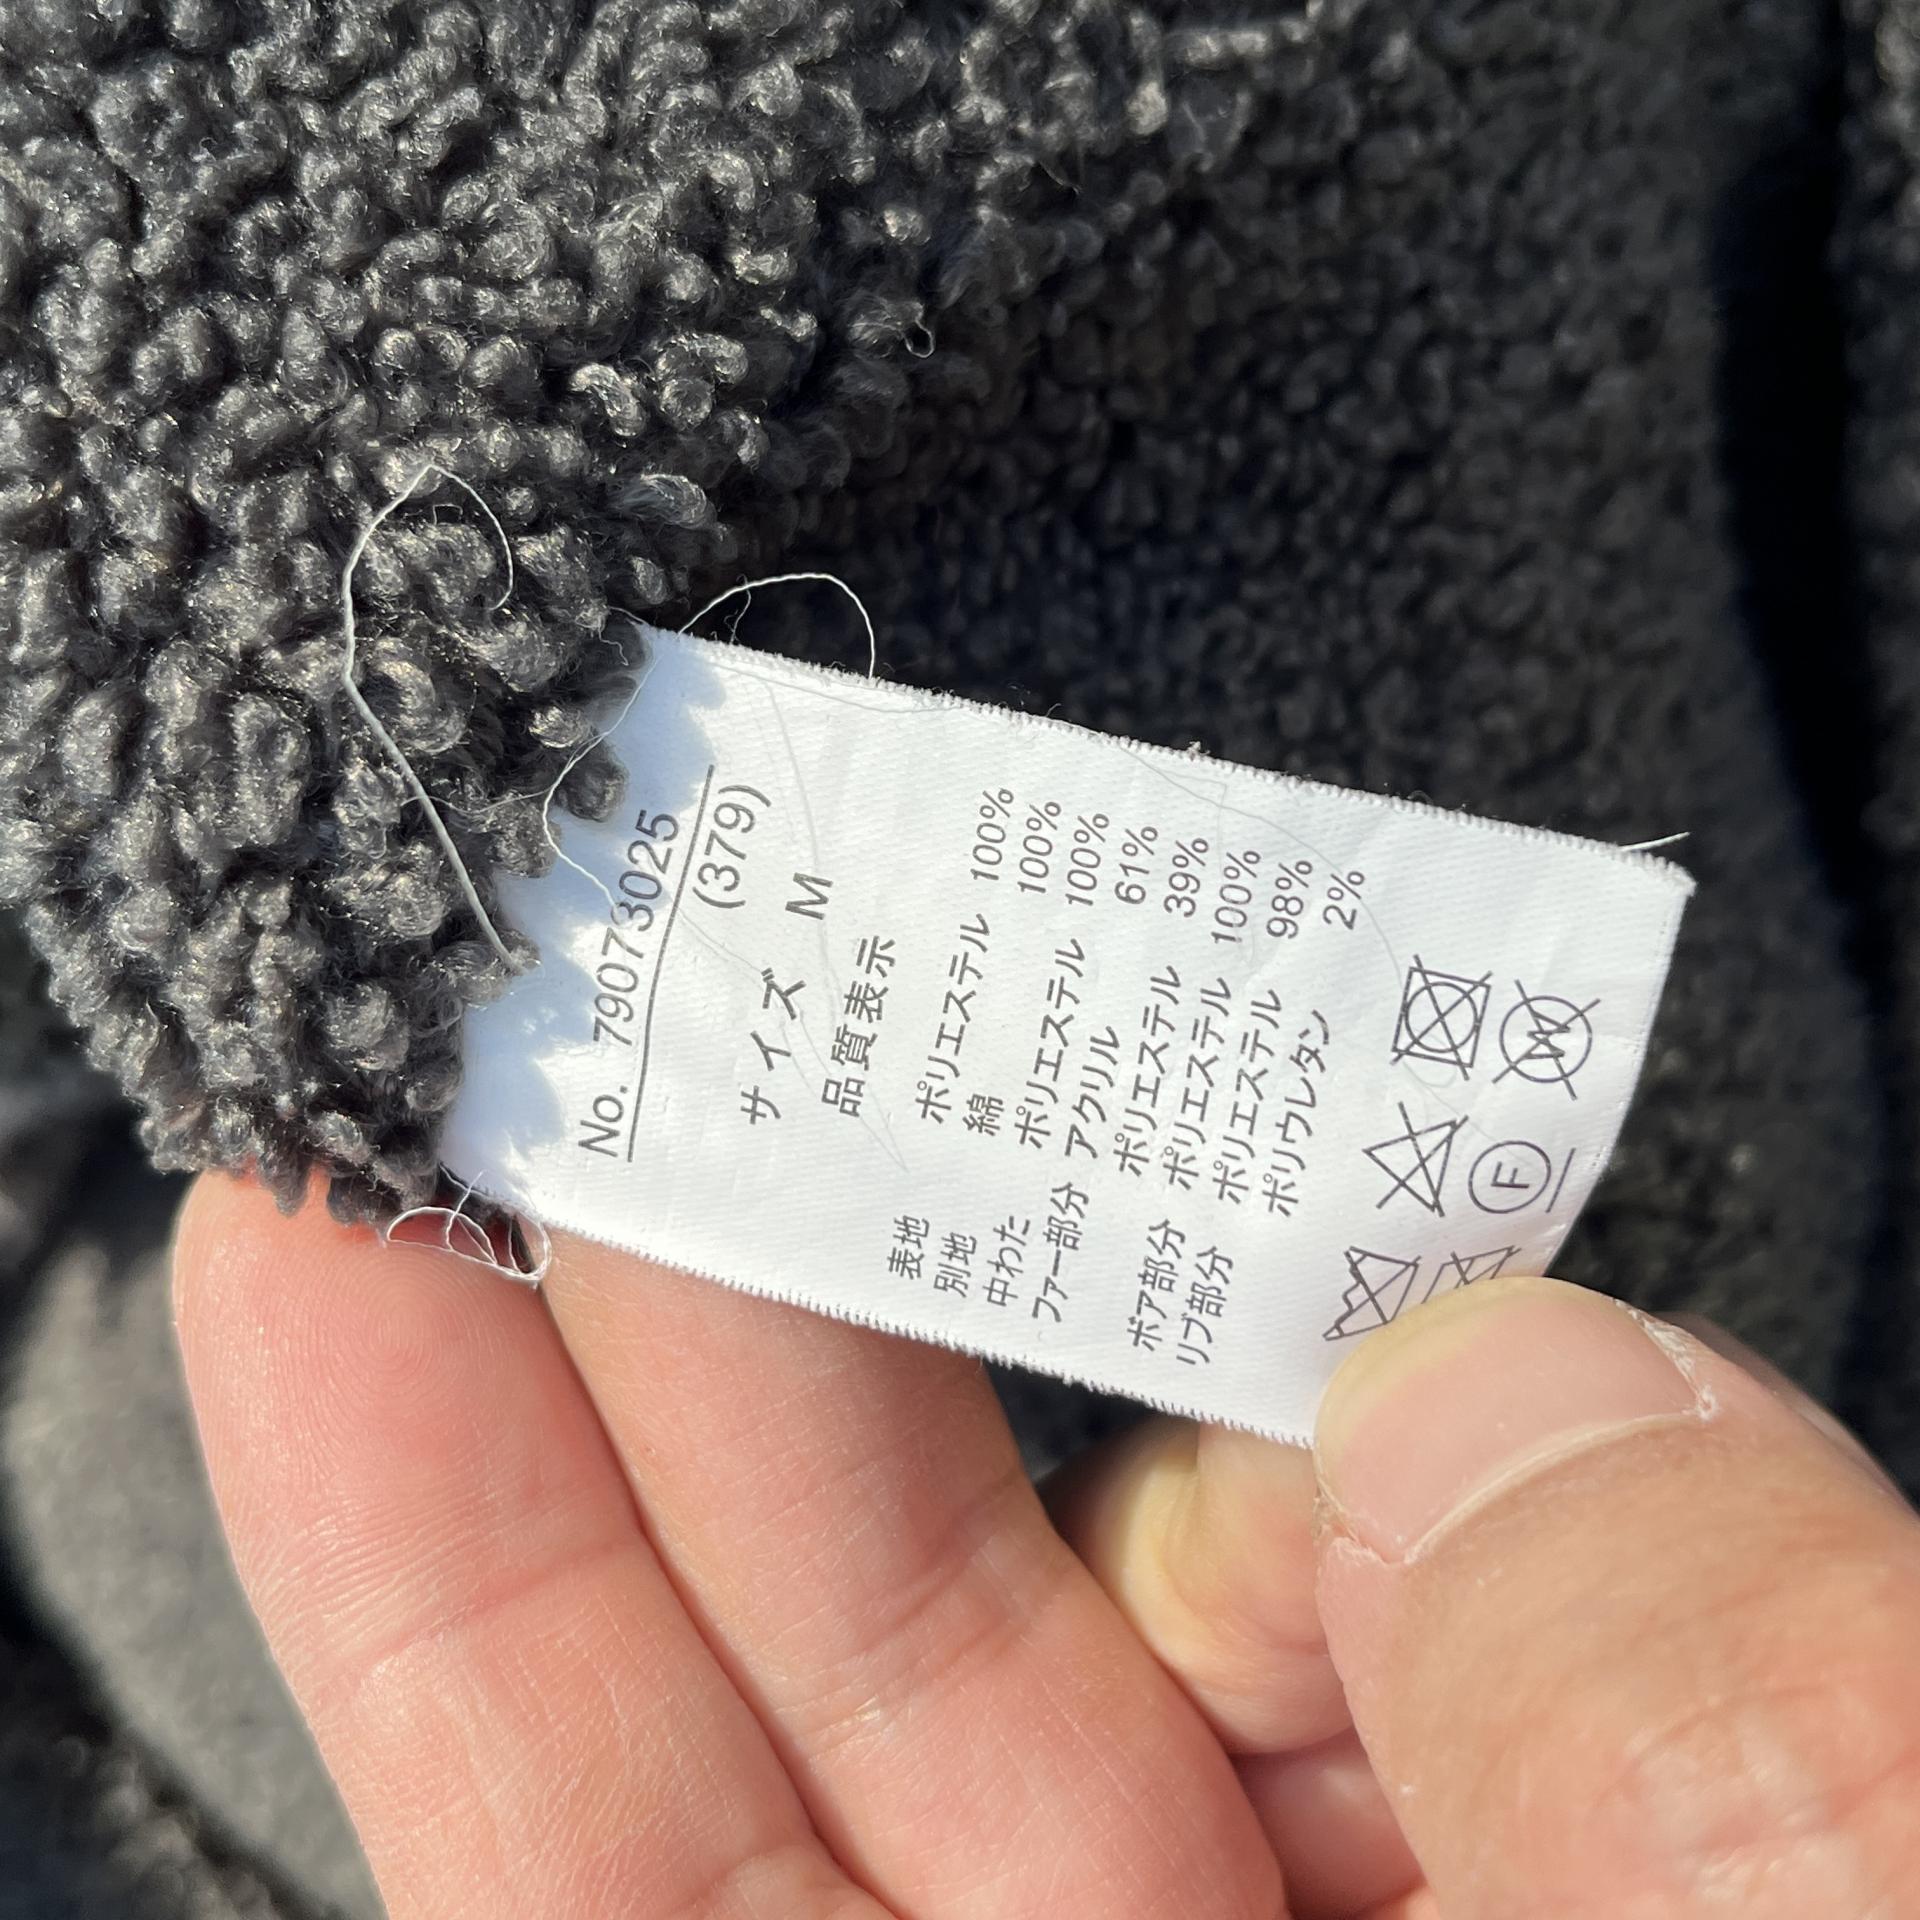 No. 79073025
(379)
サイズ M
品質表示
表地 ポリエステル 100%
別地 綿 100%
中わた ポリエステル 100%
ファー部分 アクリル 61%
ポリエステル 39%
ボア部分 ポリエステル 100%
リブ部分 ポリエステル 98%
ポリウレタン 2%
W
F